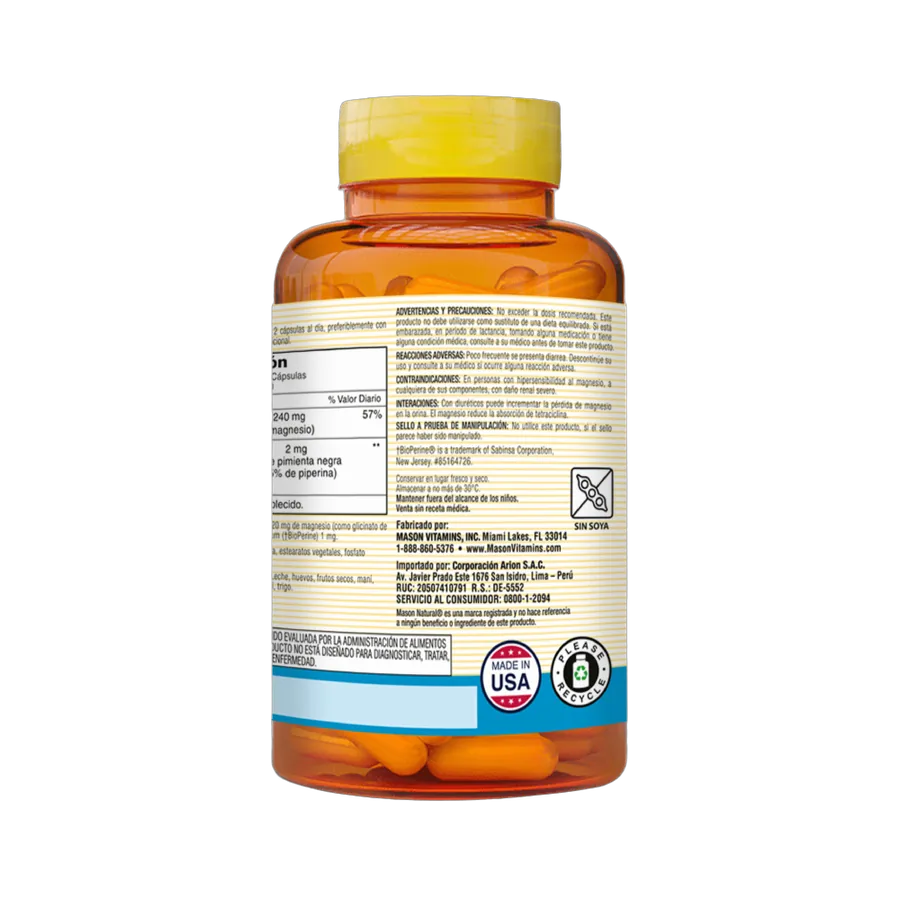 2 cápsulas al día, preferiblemente con
cional.
ón
Cápsulas
% Valor Diario
240 mg 57%
magnesio)
2 mg **
e pimienta negra
5% de piperina)
blecido.
20 mg de magnesio (como glicinato de
um (†BioPerine) 1 mg.
a, estearatos vegetales, fosfato
Leche, huevos, frutos secos, maní,
, trigo.
IDO EVALUADA POR LA ADMINISTRACIÓN DE ALIMENTOS
DUCTO NO ESTÁ DISEÑADO PARA DIAGNOSTICAR, TRATAR,
ENFERMEDAD.
ADVERTENCIAS Y PRECAUCIONES: No exceder la dosis recomendada. Este
producto no debe utilizarse como sustituto de una dieta equilibrada. Si está
embarazada, en período de lactancia, tomando alguna medicación o tiene
alguna condición médica, consulte a su médico antes de tomar este producto.
REACCIONES ADVERSAS: Poco frecuente se presenta diarrea. Descontinúe su
uso y consulte a su médico si ocurre alguna reacción adversa.
CONTRAINDICACIONES: En personas con hipersensibilidad al magnesio, a
cualquiera de sus componentes, con daño renal severo.
INTERACIONES: Con diuréticos puede incrementar la pérdida de magnesio
en la orina. El magnesio reduce la absorción de tetraciclina.
SELLO A PRUEBA DE MANIPULACIÓN: No utilice este producto, si el sello
parece haber sido manipulado.
†BioPerine® is a trademark of Sabinsa Corporation,
New Jersey. #85164726.
Conservar en lugar fresco y seco.
Almacenar a no más de 30°C.
Mantener fuera del alcance de los niños.
Venta sin receta médica.
SIN SOYA
Fabricado por:
MASON VITAMINS, INC. Miami Lakes, FL 33014
1-888-860-5376 • www.MasonVitamins.com
Importado por: Corporación Arion S.A.C.
Av. Javier Prado Este 1676 San Isidro, Lima – Perú
RUC: 20507410791 R.S.: DE-5552
SERVICIO AL CONSUMIDOR: 0800-1-2094
Mason Natural® es una marca registrada y no hace referencia
a ningún beneficio o ingrediente de este producto.
MADE IN
USA
PLEASE
RECYCLE